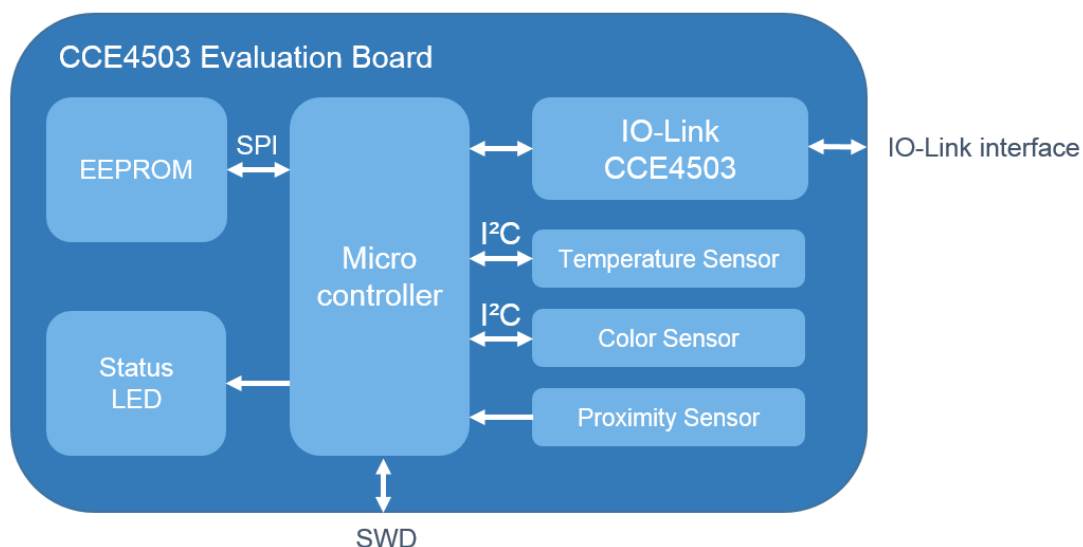 CCE4503 Evaluation Board
EEPROM
SPI
Micro
controller
IO-Link
CCE4503
IO-Link interface
I²C
Temperature Sensor
I²C
Color Sensor
Status
LED
Proximity Sensor
SWD